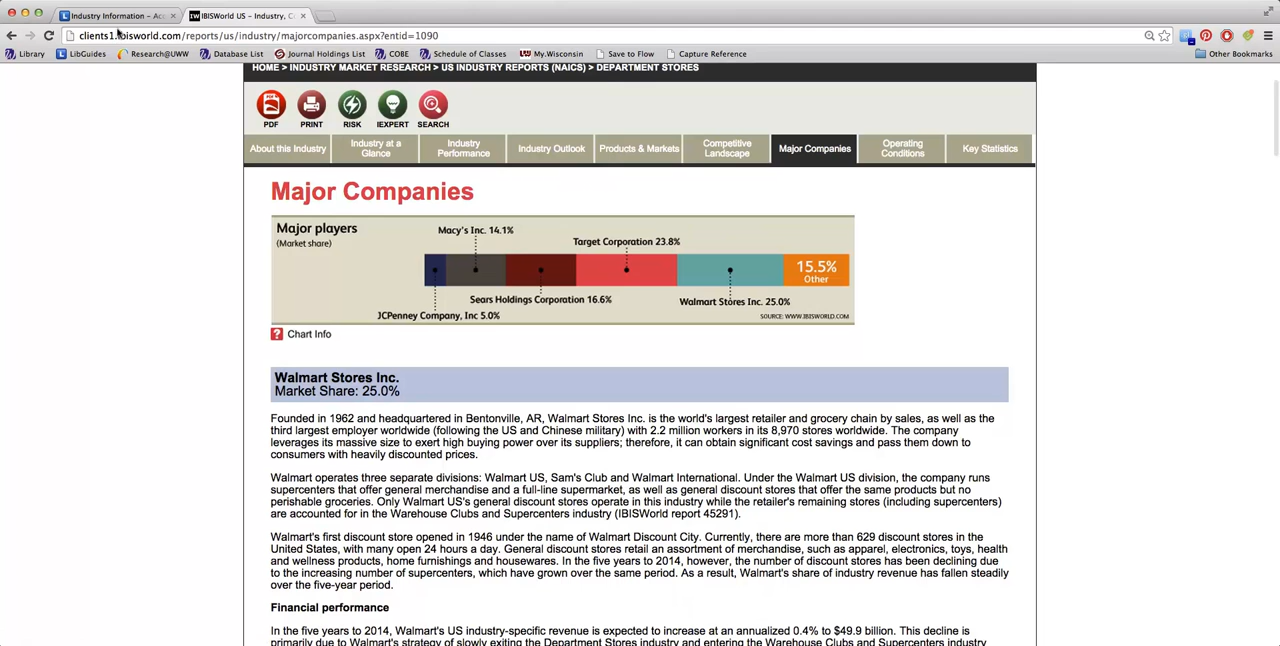 Industry Information - Acc
IBISWorld US - Industry, Co
clients1.ibisworld.com/reports/us/industry/majorcompanies.aspx?entid=1090
Library LibGuides Research@UWW Database List Journal Holdings List COBE Schedule of Classes My.Wisconsin Save to Flow Capture Reference Other Bookmarks
HOME > INDUSTRY MARKET RESEARCH > US INDUSTRY REPORTS (NAICS) > DEPARTMENT STORES
PDF PRINT RISK IEXPERT SEARCH
About this Industry
Industry at a
Glance
Industry
Performance
Industry Outlook
Products & Markets
Competitive
Landscape
Major Companies
Operating
Conditions
Key Statistics
Major Companies
Major players
(Market share)
Macy's Inc. 14.1%
Target Corporation 23.8%
15.5%
Other
Sears Holdings Corporation 16.6%
Walmart Stores Inc. 25.0%
JCPenney Company, Inc 5.0%
SOURCE: WWW.IBISWORLD.COM
? Chart Info
Walmart Stores Inc.
Market Share: 25.0%
Founded in 1962 and headquartered in Bentonville, AR, Walmart Stores Inc. is the world's largest retailer and grocery chain by sales, as well as the
third largest employer worldwide (following the US and Chinese military) with 2.2 million workers in its 8,970 stores worldwide. The company
leverages its massive size to exert high buying power over its suppliers; therefore, it can obtain significant cost savings and pass them down to
consumers with heavily discounted prices.
Walmart operates three separate divisions: Walmart US, Sam's Club and Walmart International. Under the Walmart US division, the company runs
supercenters that offer general merchandise and a full-line supermarket, as well as general discount stores that offer the same products but no
perishable groceries. Only Walmart US's general discount stores operate in this industry while the retailer's remaining stores (including supercenters)
are accounted for in the Warehouse Clubs and Supercenters industry (IBISWorld report 45291).
Walmart's first discount store opened in 1946 under the name of Walmart Discount City. Currently, there are more than 629 discount stores in the
United States, with many open 24 hours a day. General discount stores retail an assortment of merchandise, such as apparel, electronics, toys, health
and wellness products, home furnishings and housewares. In the five years to 2014, however, the number of discount stores has been declining due
to the increasing number of supercenters, which have grown over the same period. As a result, Walmart's share of industry revenue has fallen steadily
over the five-year period.
Financial performance
In the five years to 2014, Walmart's US industry-specific revenue is expected to increase at an annualized 0.4% to $49.9 billion. This decline is
primarily due to Walmart's strategy of slowly exiting the Department Stores industry and entering the Warehouse Clubs and Supercenters industry